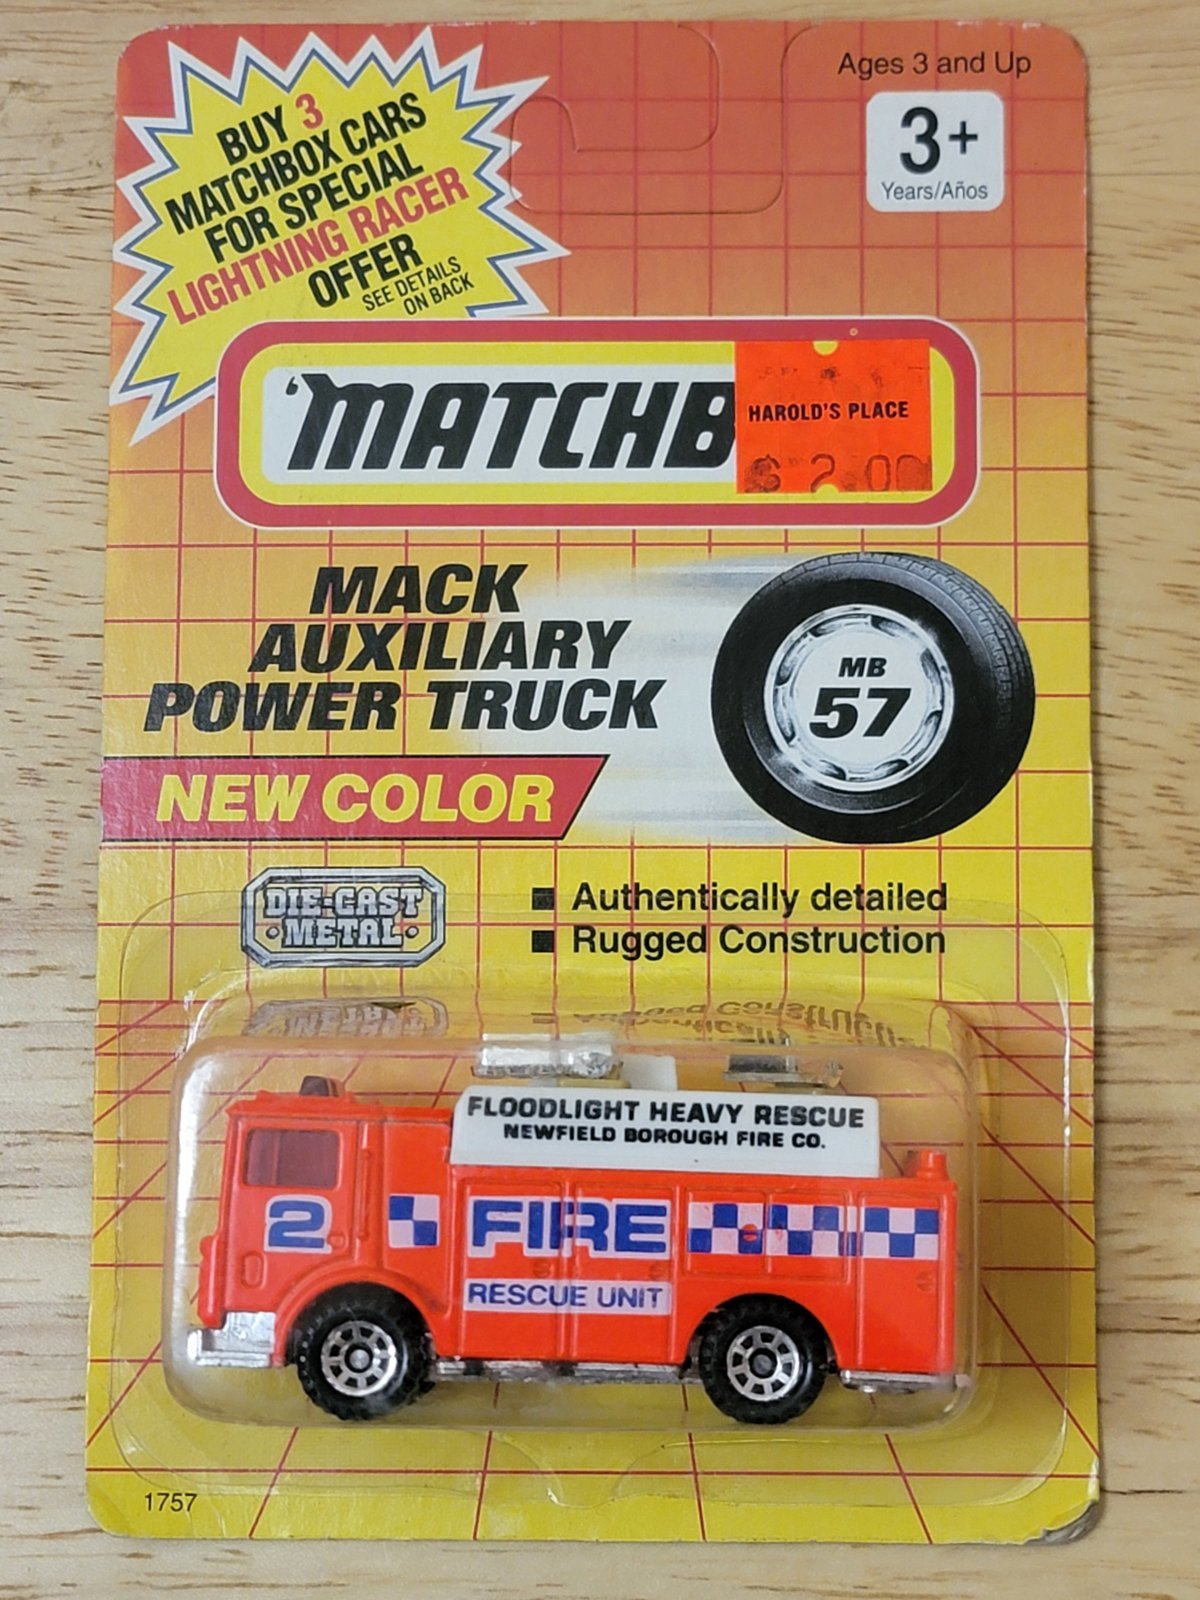 Ages 3 and Up
3+
Years/Años
BUY 3
MATCHBOX CARS
FOR SPECIAL
LIGHTNING RACER
OFFER
SEE DETAILS
ON BACK
'MATCHB
HAROLD'S PLACE
$ 2.00
MACK
AUXILIARY
POWER TRUCK
MB
57
NEW COLOR
DIE-CAST
• METAL •
■ Authentically detailed
■ Rugged Construction
FLOODLIGHT HEAVY RESCUE
NEWFIELD BOROUGH FIRE CO.
2
FIRE
RESCUE UNIT
1757